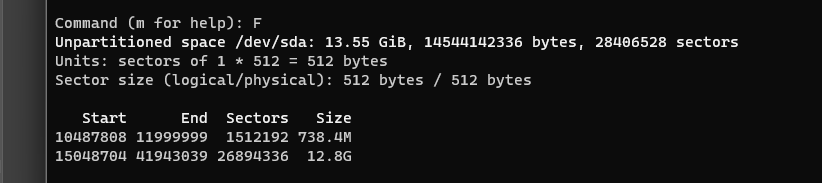 Command (m for help): F
Unpartitioned space /dev/sda: 13.55 GiB, 14544142336 bytes, 28406528 sectors
Units: sectors of 1 * 512 = 512 bytes
Sector size (logical/physical): 512 bytes / 512 bytes
Start End Sectors Size
10487808 11999999 1512192 738.4M
15048704 41943039 26894336 12.8G